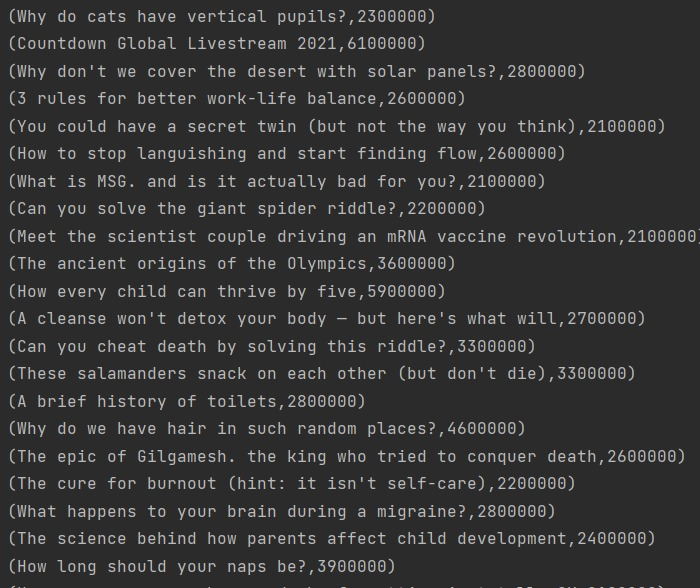 (Why do cats have vertical pupils?,2300000)
(Countdown Global Livestream 2021,6100000)
(Why don't we cover the desert with solar panels?,2800000)
(3 rules for better work-life balance,2600000)
(You could have a secret twin (but not the way you think),2100000)
(How to stop languishing and start finding flow,2600000)
(What is MSG. and is it actually bad for you?,2100000)
(Can you solve the giant spider riddle?,2200000)
(Meet the scientist couple driving an mRNA vaccine revolution,2100000)
(The ancient origins of the Olympics,3600000)
(How every child can thrive by five,5900000)
(A cleanse won't detox your body — but here's what will,2700000)
(Can you cheat death by solving this riddle?,3300000)
(These salamanders snack on each other (but don't die),3300000)
(A brief history of toilets,2800000)
(Why do we have hair in such random places?,4600000)
(The epic of Gilgamesh. the king who tried to conquer death,2600000)
(The cure for burnout (hint: it isn't self-care),2200000)
(What happens to your brain during a migraine?,2800000)
(The science behind how parents affect child development,2400000)
(How long should your naps be?,3900000)